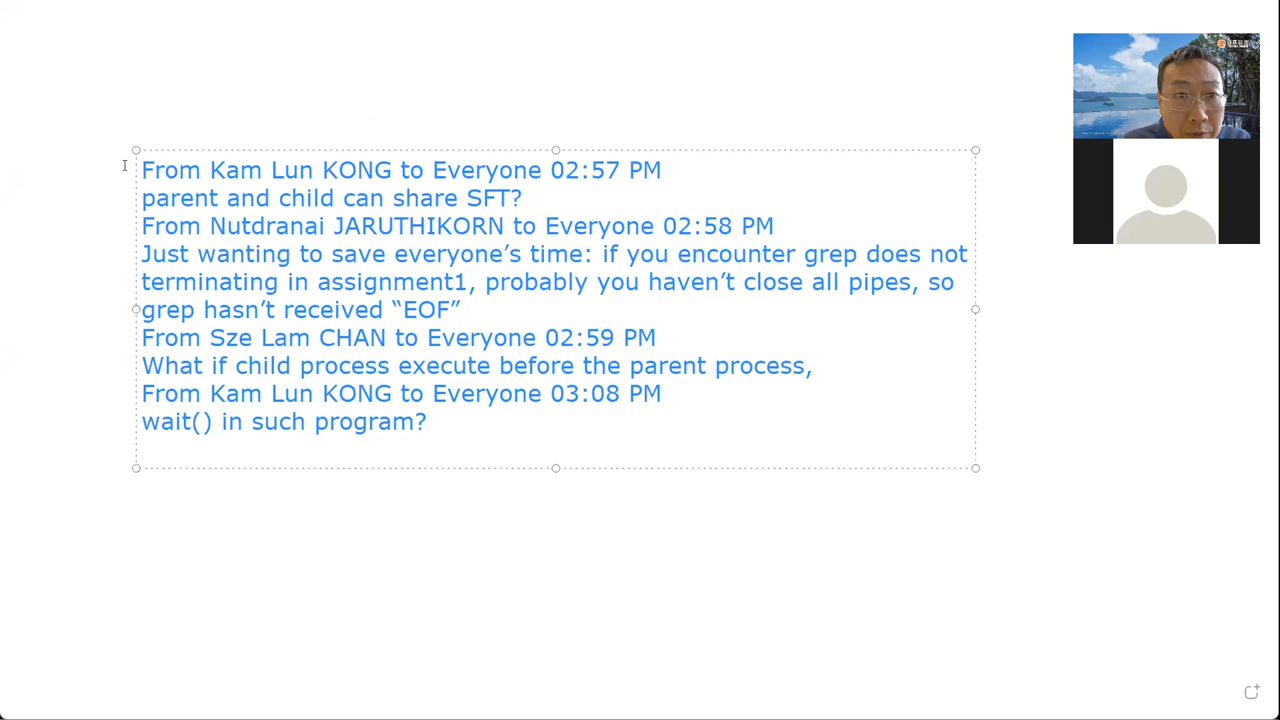 From Kam Lun KONG to Everyone 02:57 PM
parent and child can share SFT?
From Nutdranai JARUTHIKORN to Everyone 02:58 PM
Just wanting to save everyone’s time: if you encounter grep does not
terminating in assignment1, probably you haven’t close all pipes, so
grep hasn’t received “EOF”
From Sze Lam CHAN to Everyone 02:59 PM
What if child process execute before the parent process,
From Kam Lun KONG to Everyone 03:08 PM
wait() in such program?